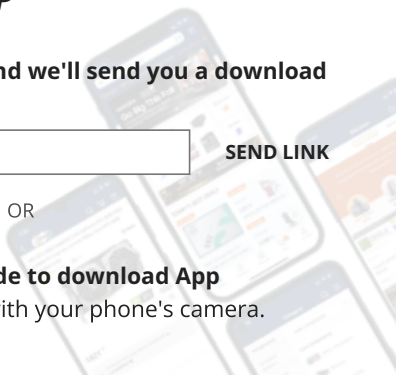 nd we'll send you a download
SEND LINK
OR
de to download App
ith your phone's camera.